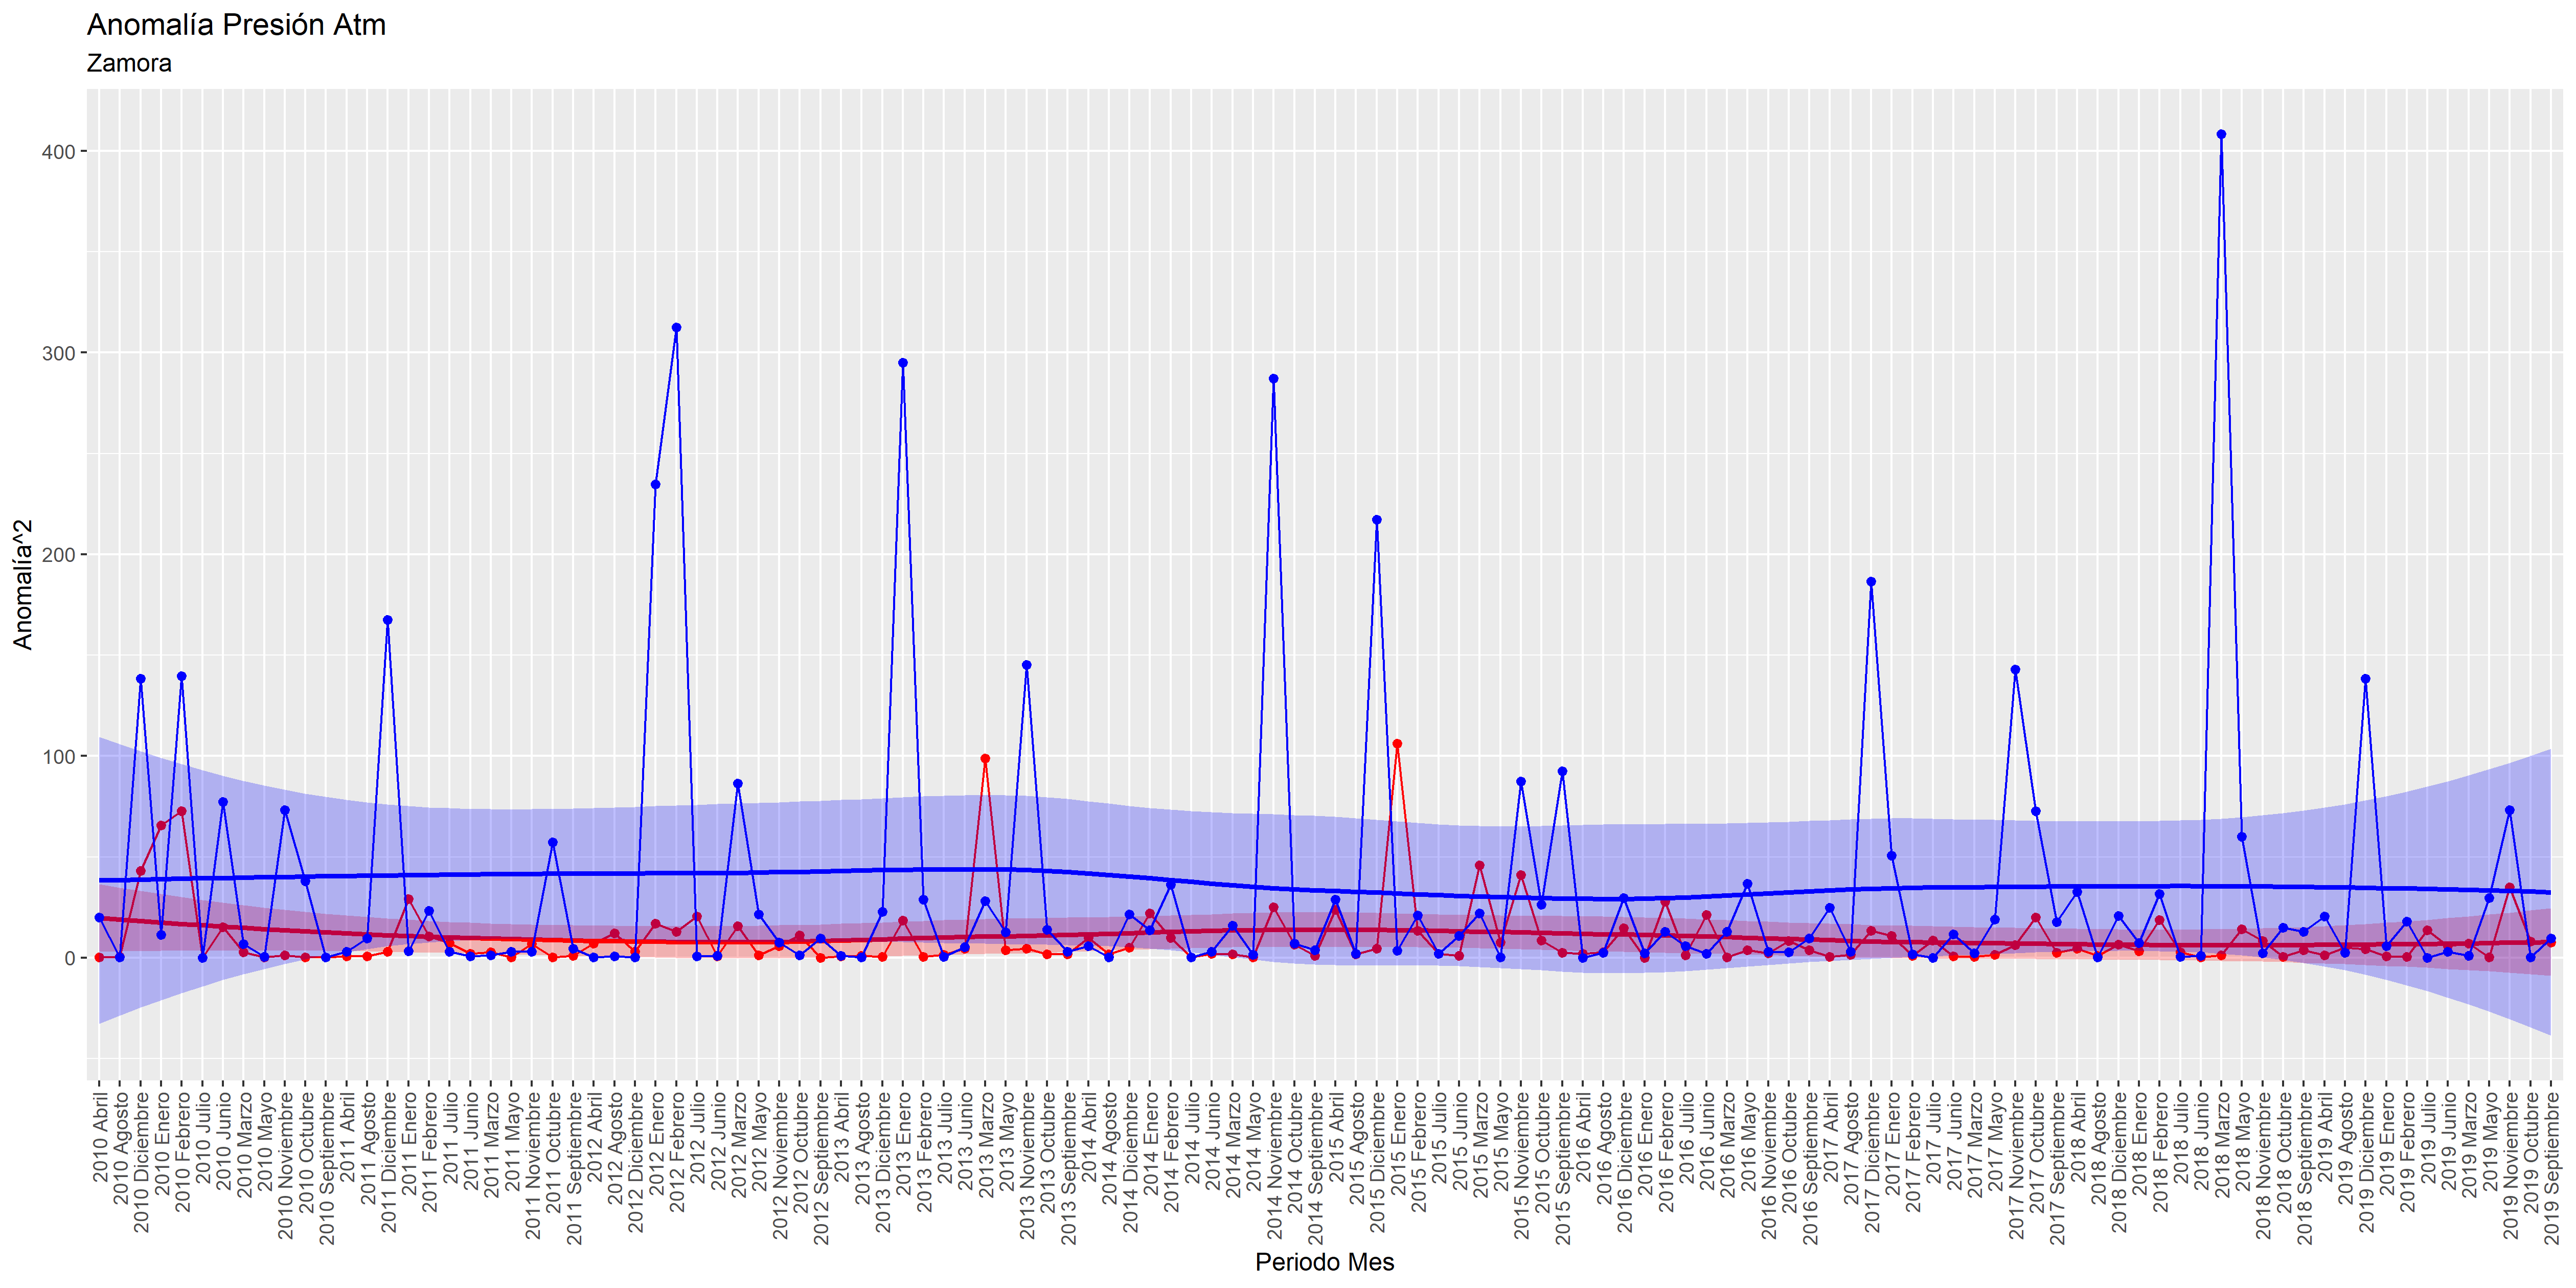 Anomalía Presión Atm
Zamora
Anomalía^2
400
300
200
100
0
2010 Abril
2010 Agosto
2010 Diciembre
2010 Enero
2010 Febrero
2010 Julio
2010 Junio
2010 Marzo
2010 Mayo
2010 Noviembre
2010 Octubre
2010 Septiembre
2011 Abril
2011 Agosto
2011 Diciembre
2011 Enero
2011 Febrero
2011 Julio
2011 Junio
2011 Marzo
2011 Mayo
2011 Noviembre
2011 Octubre
2011 Septiembre
2012 Abril
2012 Agosto
2012 Diciembre
2012 Enero
2012 Febrero
2012 Julio
2012 Junio
2012 Marzo
2012 Mayo
2012 Noviembre
2012 Octubre
2012 Septiembre
2013 Abril
2013 Agosto
2013 Diciembre
2013 Enero
2013 Febrero
2013 Julio
2013 Junio
2013 Marzo
2013 Mayo
2013 Noviembre
2013 Octubre
2013 Septiembre
2014 Abril
2014 Agosto
2014 Diciembre
2014 Enero
2014 Febrero
2014 Julio
2014 Junio
2014 Marzo
2014 Mayo
2014 Noviembre
2014 Octubre
2014 Septiembre
2015 Abril
2015 Agosto
2015 Diciembre
2015 Enero
2015 Febrero
2015 Julio
2015 Junio
2015 Marzo
2015 Mayo
2015 Noviembre
2015 Octubre
2015 Septiembre
2016 Abril
2016 Agosto
2016 Diciembre
2016 Enero
2016 Febrero
2016 Julio
2016 Junio
2016 Marzo
2016 Mayo
2016 Noviembre
2016 Octubre
2016 Septiembre
2017 Abril
2017 Agosto
2017 Diciembre
2017 Enero
2017 Febrero
2017 Julio
2017 Junio
2017 Marzo
2017 Mayo
2017 Noviembre
2017 Octubre
2017 Septiembre
2018 Abril
2018 Agosto
2018 Diciembre
2018 Enero
2018 Febrero
2018 Julio
2018 Junio
2018 Marzo
2018 Mayo
2018 Noviembre
2018 Octubre
2018 Septiembre
2019 Abril
2019 Agosto
2019 Diciembre
2019 Enero
2019 Febrero
2019 Julio
2019 Junio
2019 Marzo
2019 Mayo
2019 Noviembre
2019 Octubre
2019 Septiembre
Periodo Mes